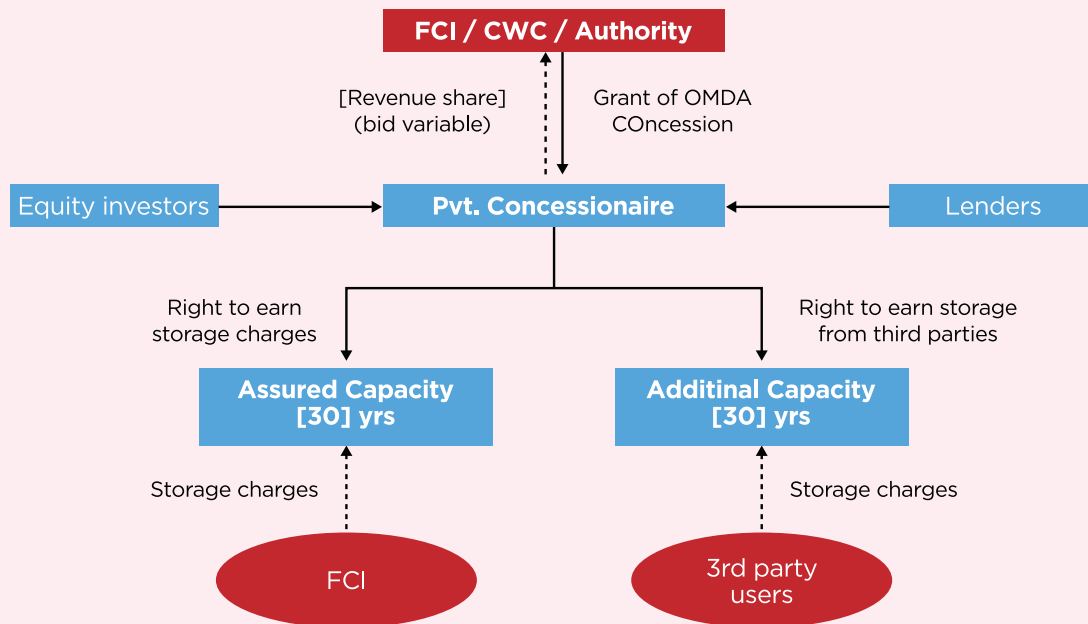 FCI / CWC / Authority
[Revenue share]
(bid variable)
Grant of OMDA
COncession
Equity investors
Pvt. Concessionaire
Lenders
Right to earn
storage charges
Right to earn storage
from third parties
Assured Capacity
[30] yrs
Additinal Capacity
[30] yrs
Storage charges
Storage charges
FCI
3rd party
users